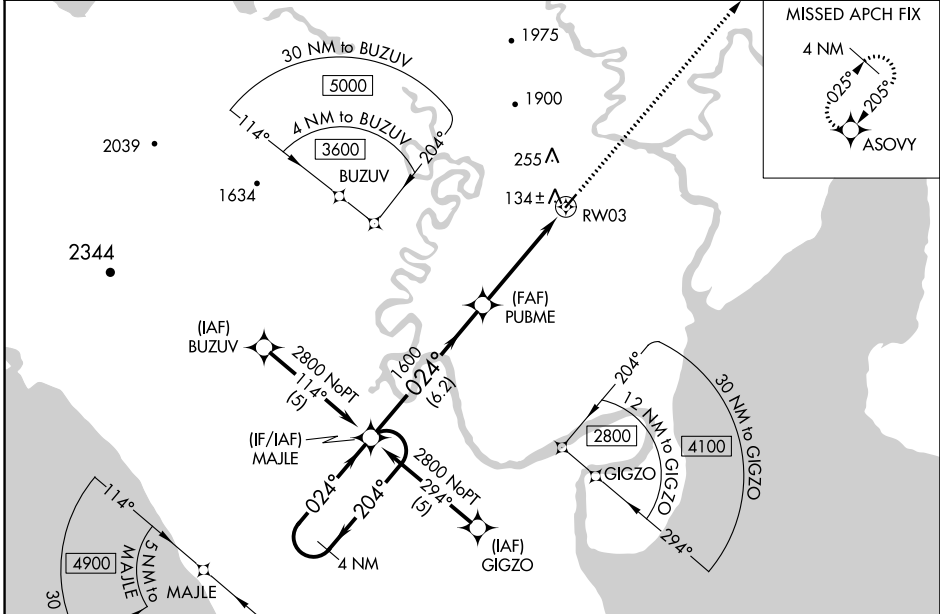 MISSED APCH FIX
4 NM
025°
205°
ASOVY
1975
30 NM to BUZUV
5000
1900
114°
4 NM to BUZUV
204°
2039
3600
BUZUV
255
1634
134±
RW03
2344
(FAF)
PUBME
(IAF)
BUZUV
2800 NoPT
114°
(5)
1600
024°
(6.2)
204°
30 NM to GIGZO
12 NM to GIGZO
2800
4100
GIGZO
294°
(IF/IAF)
MAJLE
2800 NoPT
294°
(5)
024°
204°
4 NM
(IAF)
GIGZO
114°
4900
5 NM to
MAJLE
MAJLE
30